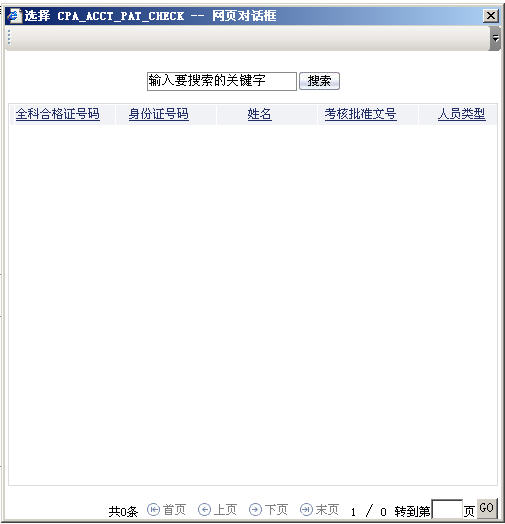 选择 CPA_ACCT_PAT_CHECK -- 网页对话框
输入要搜索的关键字 搜索
全科合格证号码 身份证号码 姓名 考核批准文号 人员类型
共0条 首页 上页 下页 末页 1 / 0 转到第 页 GO